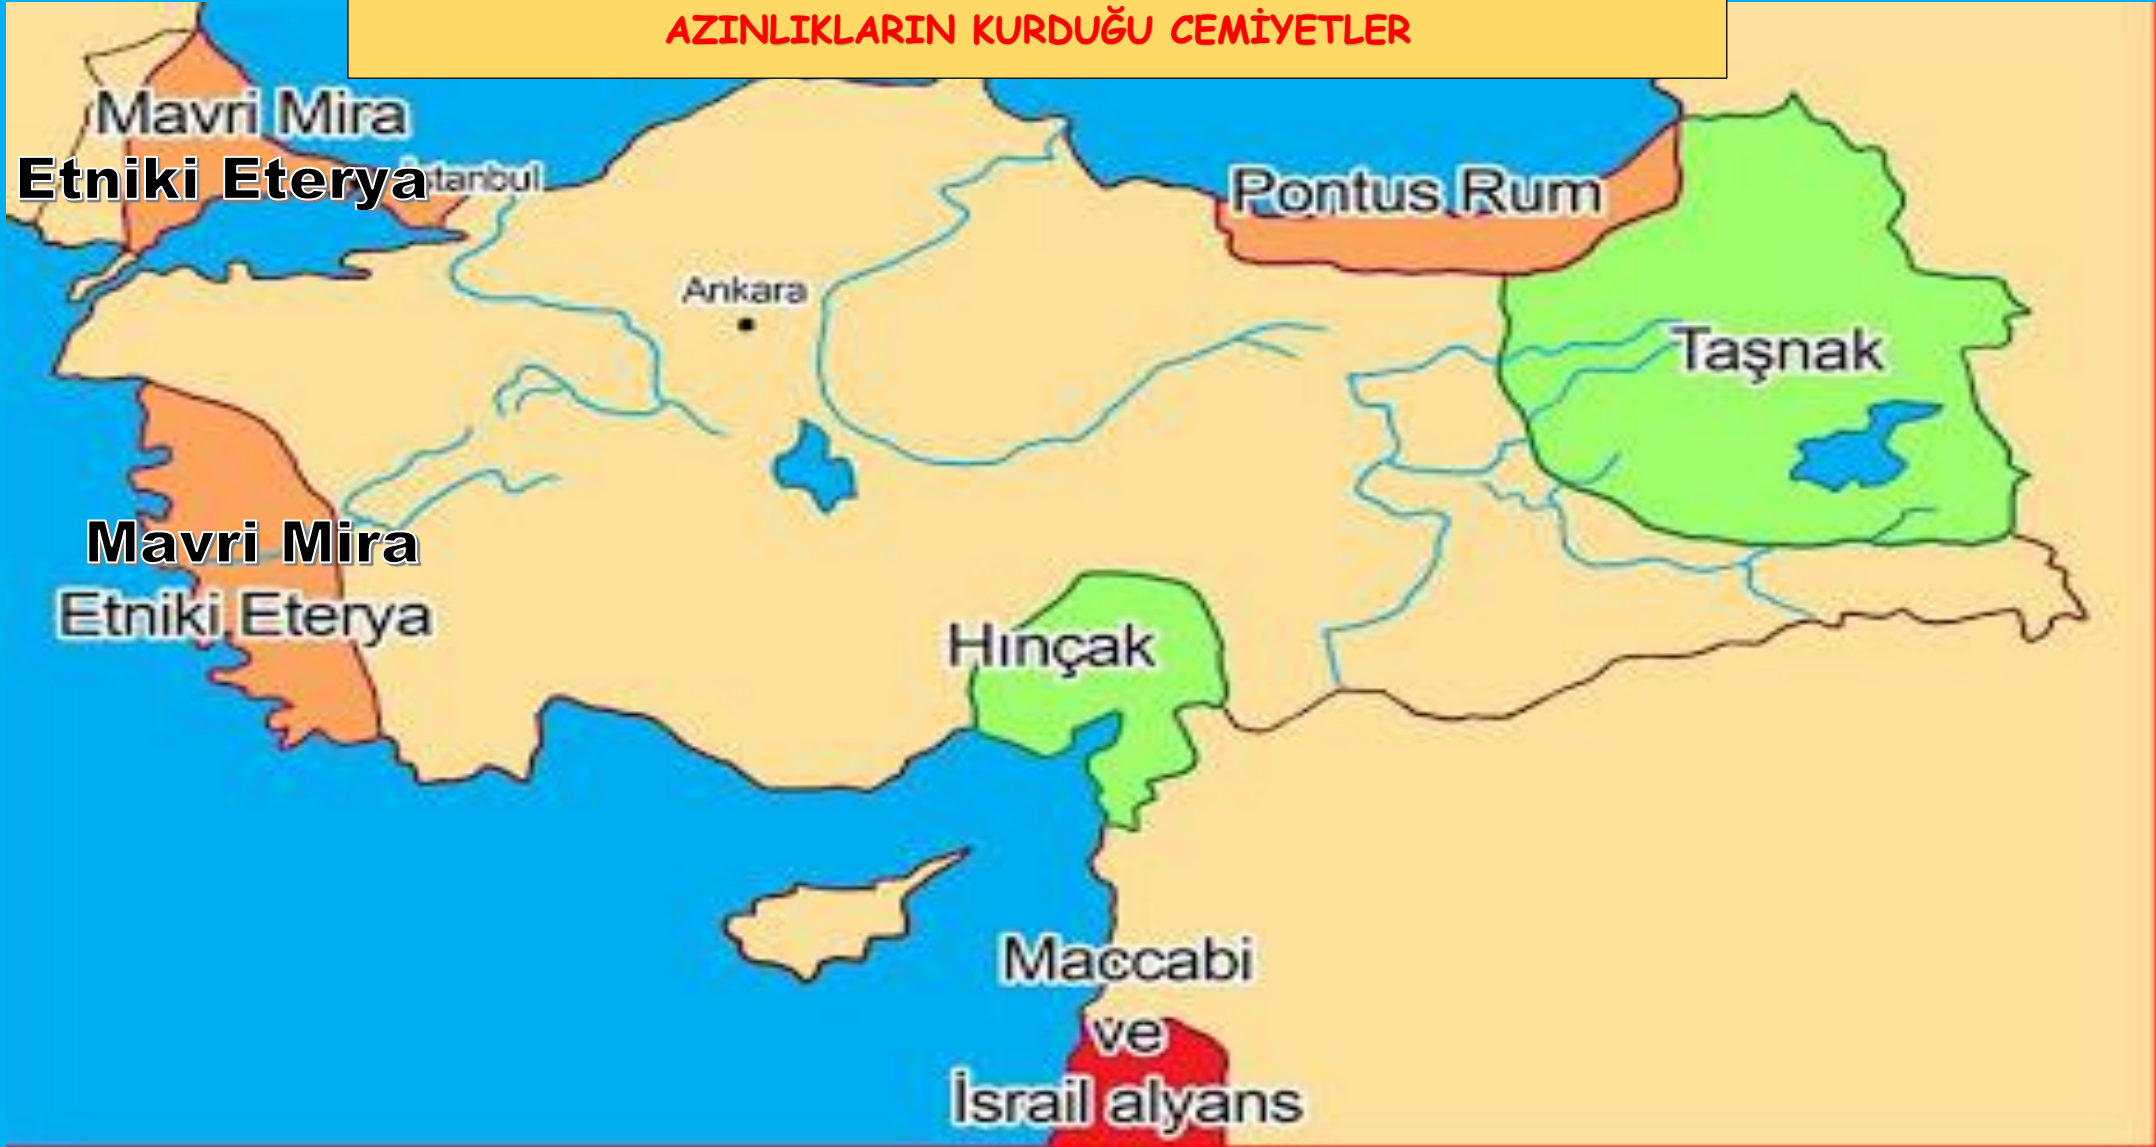 AZINLIKLARIN KURDUĞU CEMİYETLER
Mavri Mira
Etniki Eterya
Pontus Rum
Ankara
Taşnak
Mavri Mira
Etniki Eterya
Hınçak
Maccabi
ve
İsrail alyans